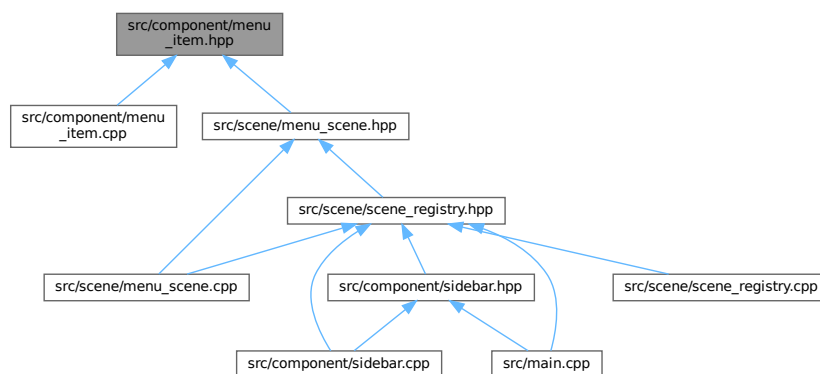 src/component/menu
_item.hpp
src/component/menu
_item.cpp
src/scene/menu_scene.hpp
src/scene/scene_registry.hpp
src/scene/menu_scene.cpp
src/component/sidebar.hpp
src/scene/scene_registry.cpp
src/component/sidebar.cpp
src/main.cpp